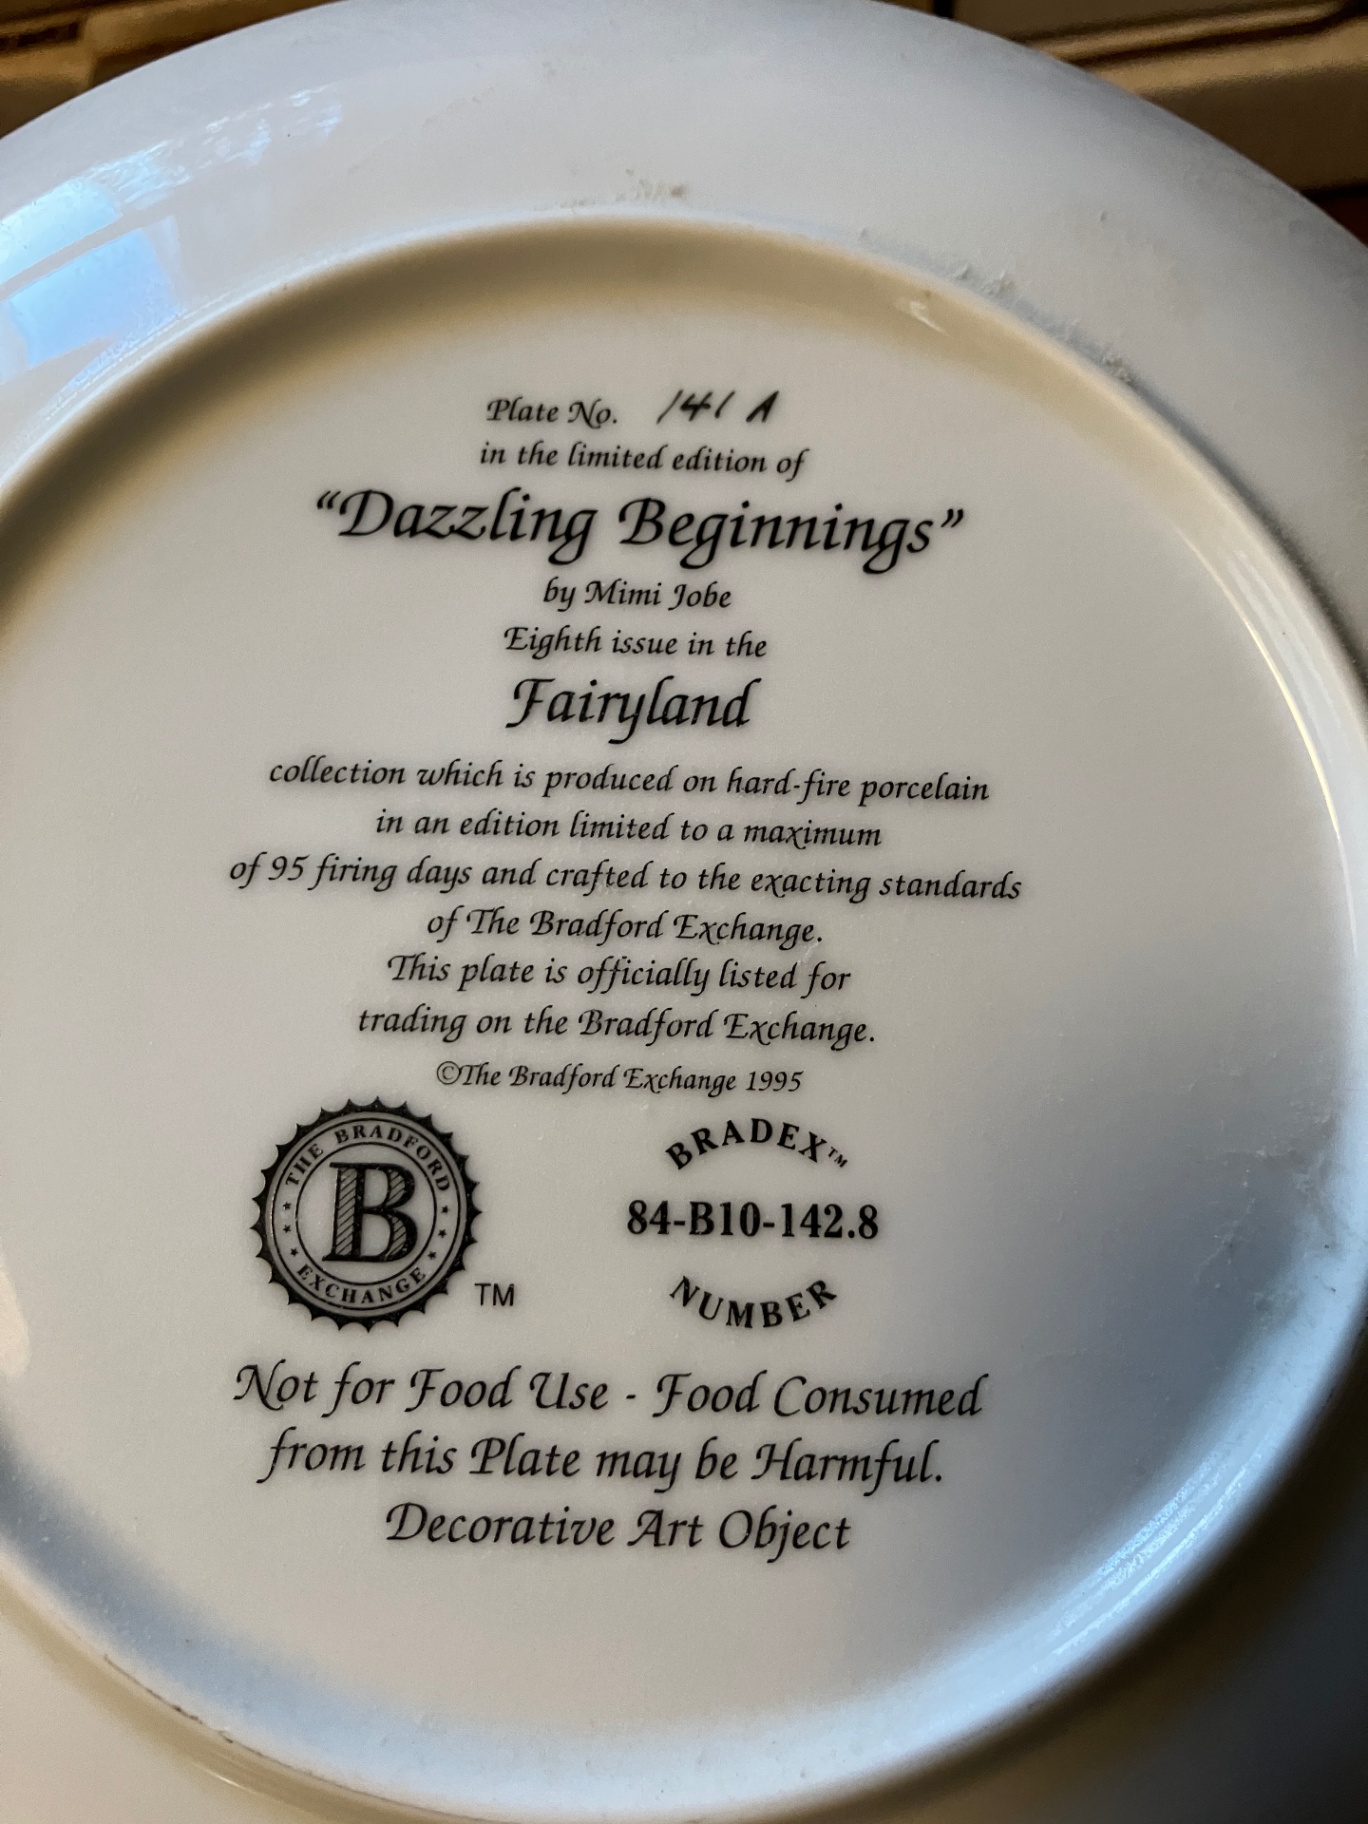 Plate No. 141 A
in the limited edition of
“Dazzling Beginnings”
by Mimi Jobe
Eighth issue in the
Fairyland
collection which is produced on hard-fire porcelain
in an edition limited to a maximum
of 95 firing days and crafted to the exacting standards
of The Bradford Exchange.
This plate is officially listed for
trading on the Bradford Exchange.
©The Bradford Exchange 1995
THE BRADFORD
B
EXCHANGE
TM
BRADEX™
84-B10-142.8
NUMBER
Not for Food Use - Food Consumed
from this Plate may be Harmful.
Decorative Art Object